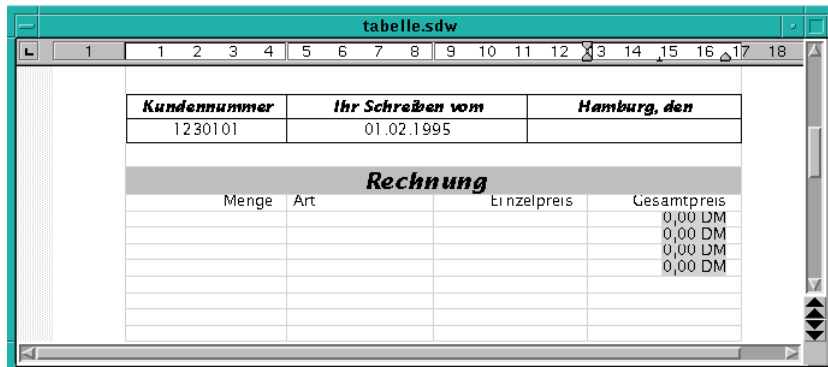 tabelle.sdw
L 1 1 2 3 4 5 6 7 8 9 10 11 12 13 14 15 16 17 18
Kundennummer Ihr Schreiben vom Hamburg, den
1230101 01.02.1995
Rechnung
Menge Art Einzelpreis Gesamtpreis
0,00 DM
0,00 DM
0,00 DM
0,00 DM